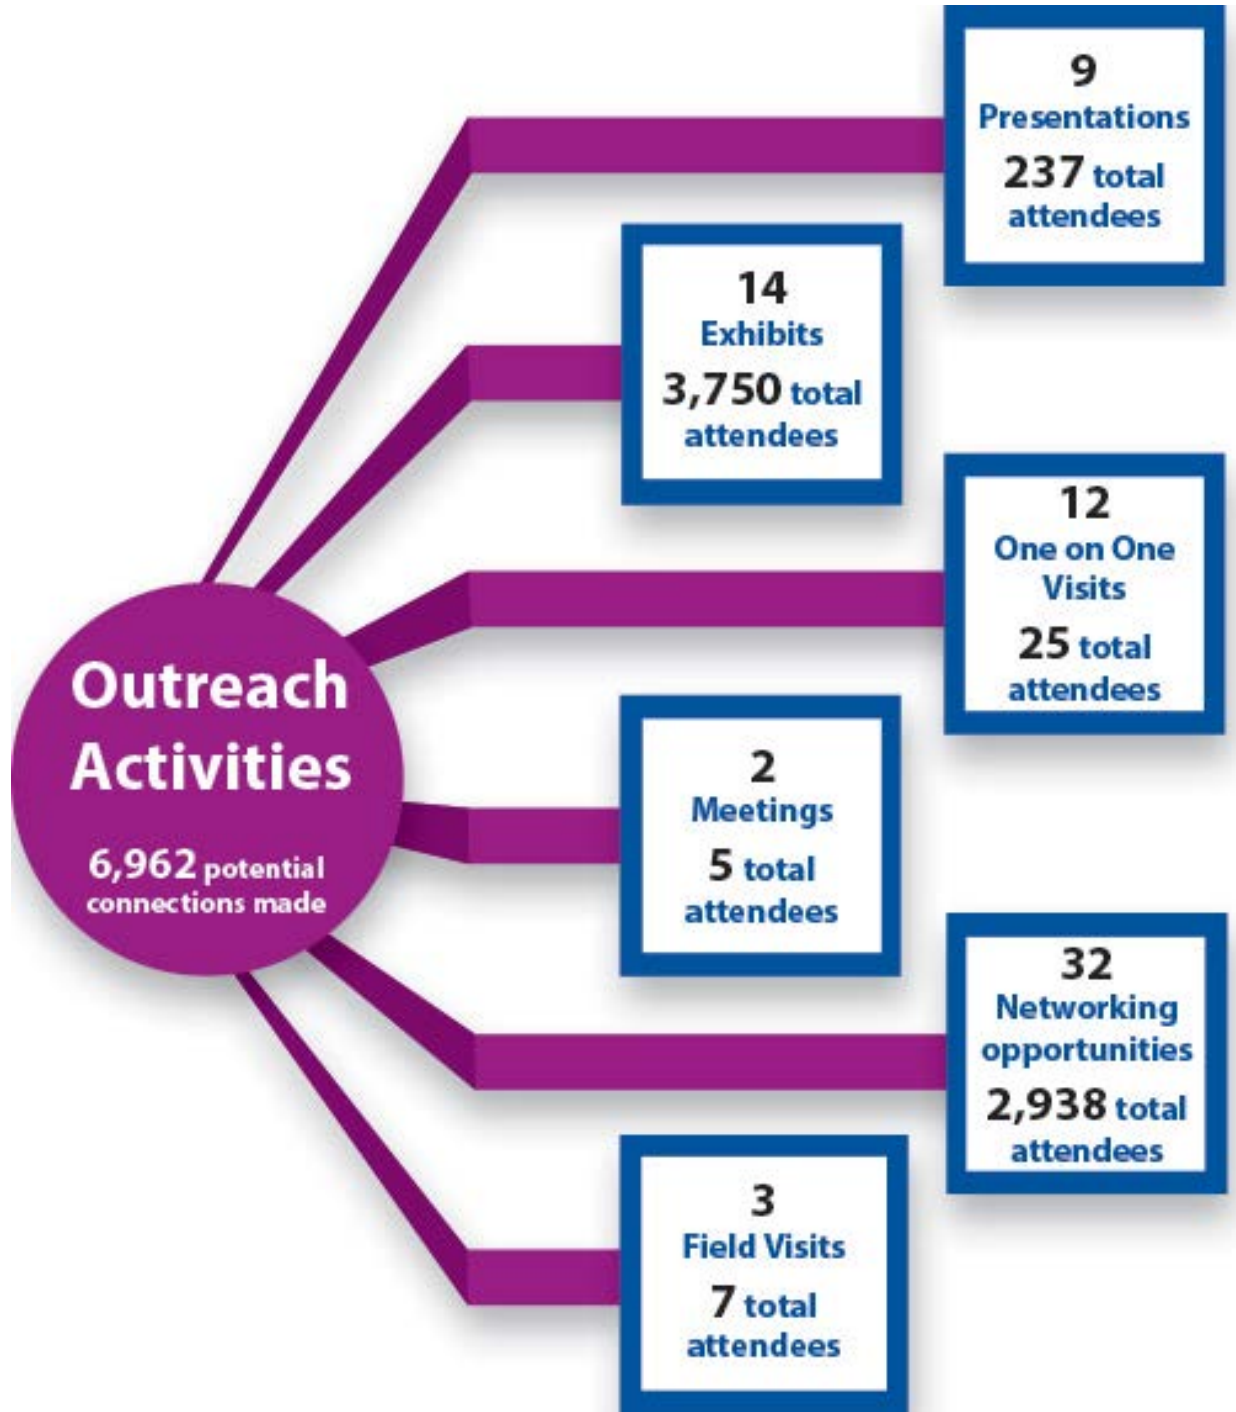 9
Presentations
237 total
attendees
14
Exhibits
3,750 total
attendees
12
One on One
Visits
25 total
attendees
Outreach
Activities
6,962 potential
connections made
2
Meetings
5 total
attendees
32
Networking
opportunities
2,938 total
attendees
3
Field Visits
7 total
attendees